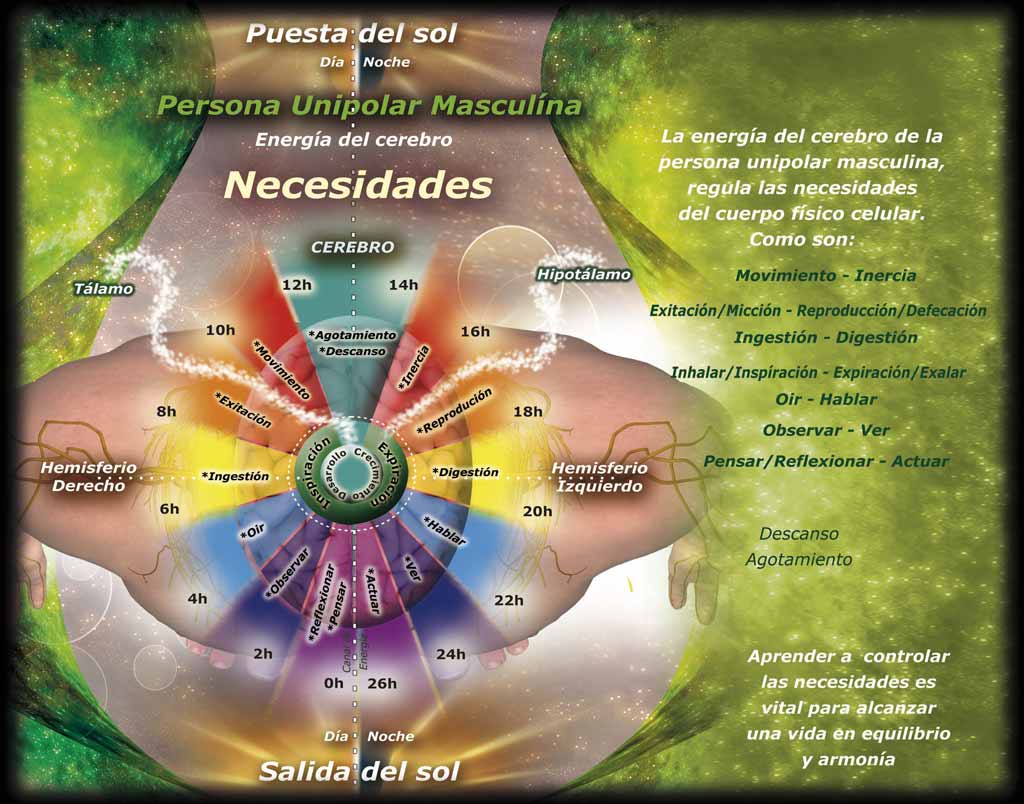 Puesta del sol
Día Noche
Persona Unipolar Masculína
Energía del cerebro
Necesidades
CEREBRO
Tálamo
Hipotálamo
12h
14h
10h
16h
*Agotamiento
*Descanso
*Movimiento
*Inercia
*Exitación
*Reproducción
8h
18h
*Ingestión
*Digestión
Inspiración
Expiración
Desarrollo
Crecimiento
Hemisferio
Derecho
Hemisferio
Izquierdo
6h
20h
*Oir
*Hablar
*Observar
*Ver
*Reflexionar
*Pensar
*Actuar
4h
22h
2h
24h
Energía
0h
26h
Día Noche
Salida del sol
La energía del cerebro de la
persona unipolar masculina,
regula las necesidades
del cuerpo físico celular.
Como son:
Movimiento - Inercia
Exitación/Micción - Reproducción/Defecación
Ingestión - Digestión
Inhalar/Inspiración - Expiración/Exalar
Oir - Hablar
Observar - Ver
Pensar/Reflexionar - Actuar
Descanso
Agotamiento
Aprender a controlar
las necesidades es
vital para alcanzar
una vida en equilibrio
y armonía